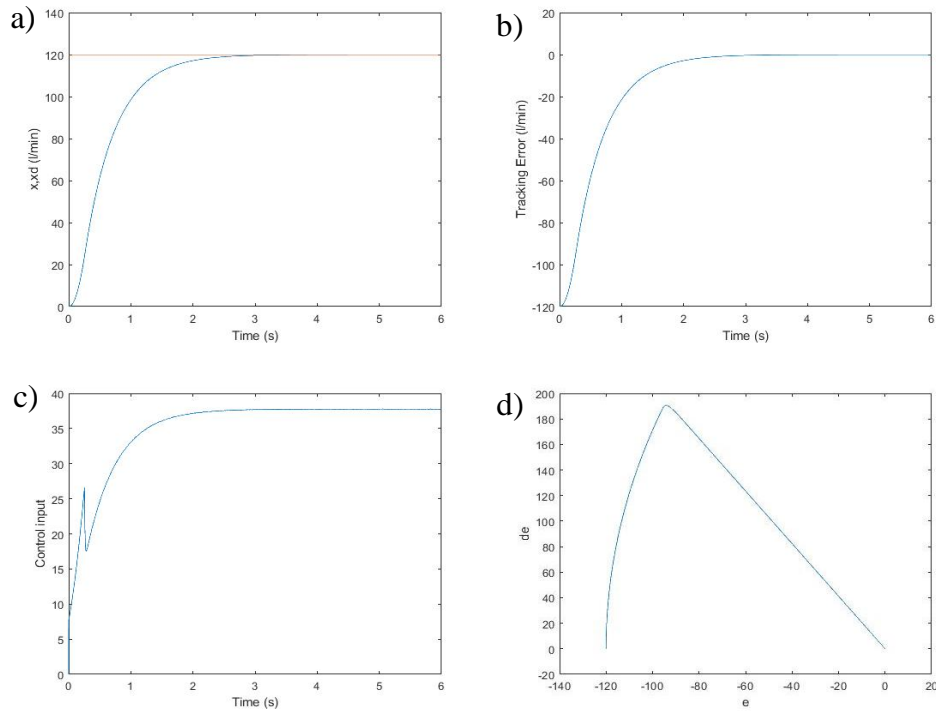 a)
140
120
100
80
60
40
20
0
x,xd (l/min)
0 1 2 3 4 5 6
Time (s)
b)
20
0
-20
-40
-60
-80
-100
-120
Tracking Error (l/min)
0 1 2 3 4 5 6
Time (s)
c)
40
35
30
25
20
15
10
5
0
Control input
0 1 2 3 4 5 6
Time (s)
d)
200
180
160
140
120
100
80
60
40
20
0
-20
de
-140 -120 -100 -80 -60 -40 -20 0 20
e